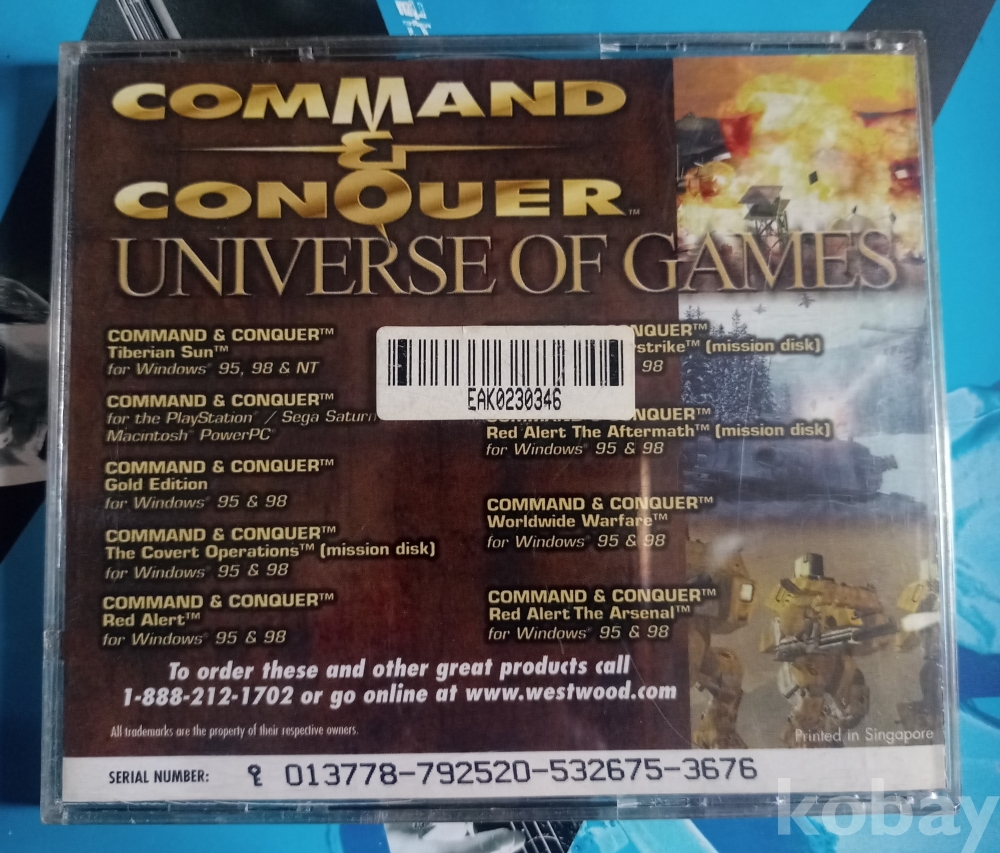 COMMAND
&
CONQUER™
UNIVERSE OF GAMES
COMMAND & CONQUER™
Tiberian Sun™
for Windows® 95, 98 & NT
COMMAND & CONQUER™
for the PlayStation® / Sega Saturn
Macintosh® PowerPC®
COMMAND & CONQUER™
Gold Edition
for Windows® 95 & 98
COMMAND & CONQUER™
The Covert Operations™ (mission disk)
for Windows® 95 & 98
COMMAND & CONQUER™
Red Alert™
for Windows® 95 & 98
EAK0230346
NQUER™
rstrike™ (mission disk)
98
NQUER™
Red Alert The Aftermath™ (mission disk)
for Windows® 95 & 98
COMMAND & CONQUER™
Worldwide Warfare™
for Windows® 95 & 98
COMMAND & CONQUER™
Red Alert The Arsenal™
for Windows® 95 & 98
To order these and other great products call
1-888-212-1702 or go online at www.westwood.com
All trademarks are the property of their respective owners.
Printed in Singapore
SERIAL NUMBER: 013778-792520-532675-3676
kobay